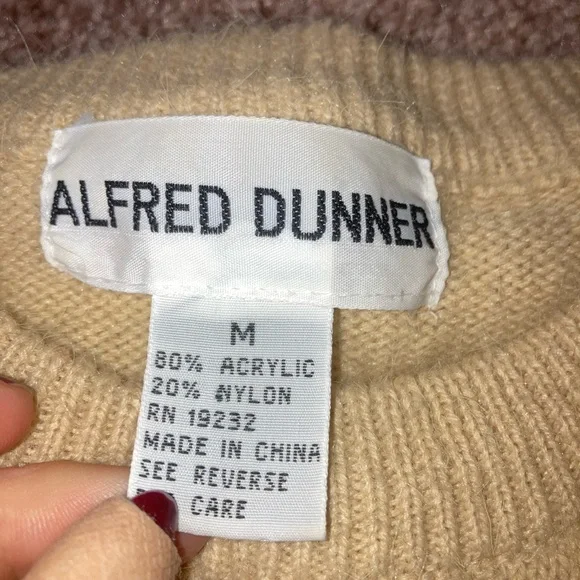 ALFRED DUNNER
M
80% ACRYLIC
20% NYLON
RN 19232
MADE IN CHINA
SEE REVERSE
CARE